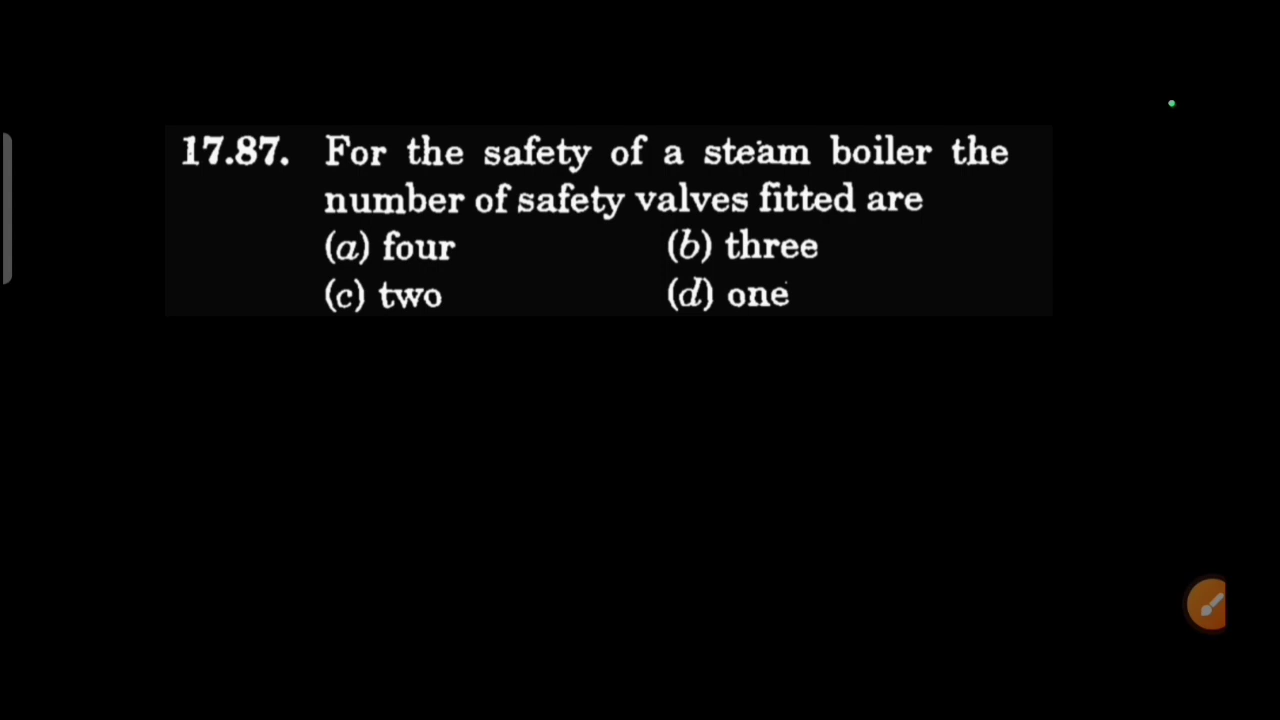 17.87. For the safety of a steam boiler the
number of safety valves fitted are
(a) four (b) three
(c) two (d) one